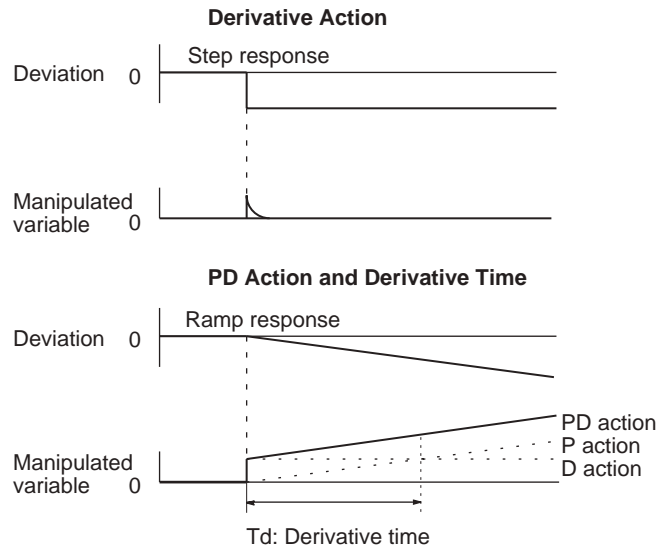 Derivative Action
Step response
Deviation 0
Manipulated
variable 0
PD Action and Derivative Time
Ramp response
Deviation 0
PD action
P action
D action
Manipulated
variable 0
Td: Derivative time